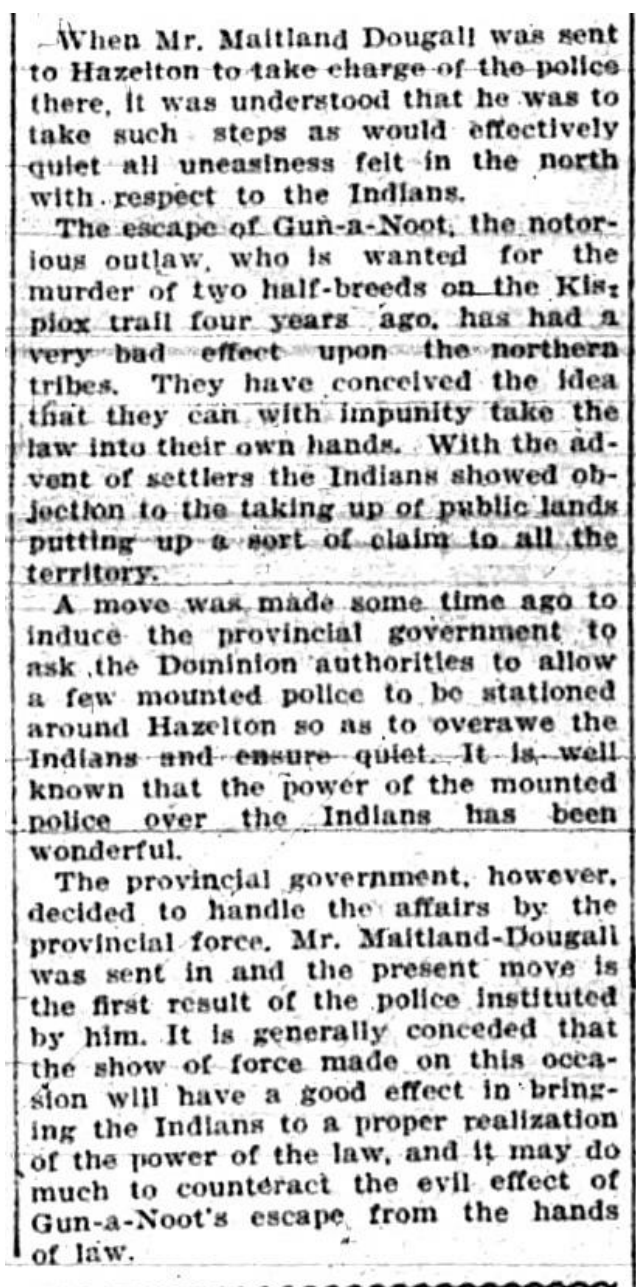 When Mr. Maitland Dougall was sent
to Hazelton to take charge of the police
there, it was understood that he was to
take such steps as would effectively
quiet all uneasiness felt in the north
with respect to the Indians.
The escape of Gun-a-Noot, the notor-
ious outlaw, who is wanted for the
murder of two half-breeds on the Kis-
piox trail four years ago, has had a
very bad effect upon the northern
tribes. They have conceived the idea
that they can with impunity take the
law into their own hands. With the ad-
vent of settlers the Indians showed ob-
jection to the taking up of public lands
putting up a sort of claim to all the
territory.
A move was made some time ago to
induce the provincial government to
ask the Dominion authorities to allow
a few mounted police to be stationed
around Hazelton so as to overawe the
Indians and ensure quiet. It is well
known that the power of the mounted
police over the Indians has been
wonderful.
The provincial government, however,
decided to handle the affairs by the
provincial force. Mr. Maitland-Dougall
was sent in and the present move is
the first result of the police instituted
by him. It is generally conceded that
the show of force made on this occa-
sion will have a good effect in bring-
ing the Indians to a proper realization
of the power of the law, and it may do
much to counteract the evil effect of
Gun-a-Noot's escape from the hands
of law.